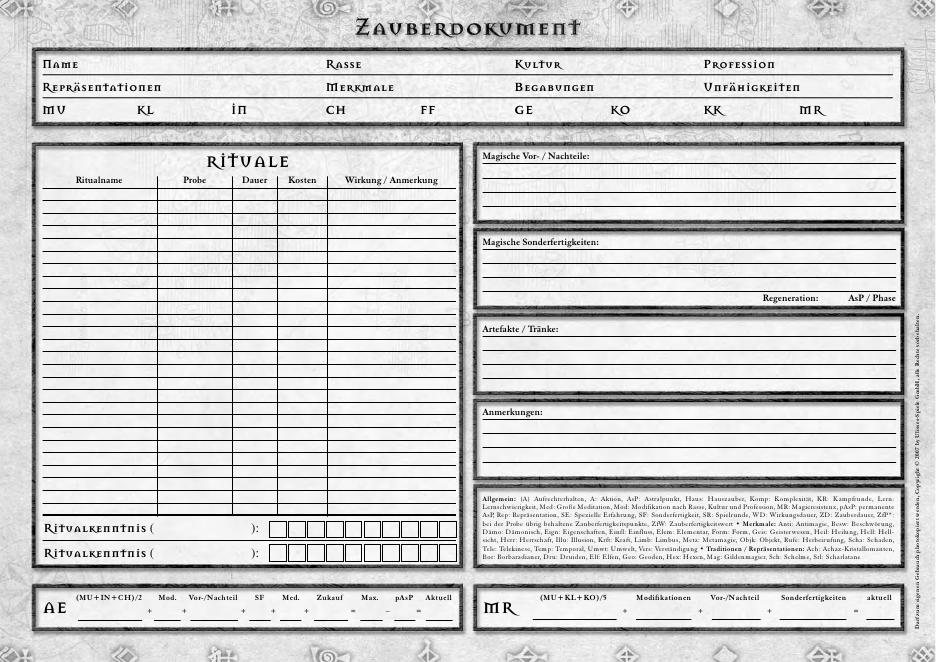 Zauberdokument
Name Rasse Kultur Profession
Repräsentationen Merkmale Begabungen Unfähigkeiten
MU KL IN CH FF GE KO KK MR
Rituale
Ritualname Probe Dauer Kosten Wirkung / Anmerkung
Ritualkenntnis ( ):
Ritualkenntnis ( ):
Magische Vor- / Nachteile:
Magische Sonderfertigkeiten:
Regeneration: AsP / Phase
Artefakte / Tränke:
Anmerkungen:
Allgemein: (A) Aufrechterhalten, A: Aktion, AsP: Astralpunkt, Haus: Hauszauber, Komp: Komplexität, KR: Kampfrunde, Lern:
Lernschwierigkeit, Med: Große Meditation, Mod: Modifikation nach Rasse, Kultur und Profession, MR: Magieresistenz, pAsP: permanente
AsP, Rep: Repräsentation, SE: Spezielle Erfahrung, SF: Sonderfertigkeit, SR: Spielrunde, WD: Wirkungsdauer, ZD: Zauberdauer, ZfP*:
bei der Probe übrig behaltene Zauberfertigkeitspunkte, ZfW: Zauberfertigkeitswert • Merkmale: Anti: Antimagie, Besw: Beschwörung,
Dämo: Dämonisch, Eign: Eigenschaften, Einfl: Einfluss, Elem: Elementar, Form: Form, Geis: Geisterwesen, Heil: Heilung, Hell: Hell-
sicht, Herr: Herrschaft, Illu: Illusion, Krft: Kraft, Limb: Limbus, Meta: Metamagie, Objk: Objekt, Rufe: Herbeirufung, Scha: Schaden,
Tele: Telekinese, Temp: Temporal, Umwt: Umwelt, Vers: Verständigung • Traditionen / Repräsentationen: Ach: Achaz-Kristallomanten,
Bor: Borbaradianer, Dru: Druiden, Elf: Elfen, Geo: Geoden, Hex: Hexen, Mag: Gildenmagier, Sch: Schelme, Srl: Scharlatane
AE (MU+IN+CH)/2 + Mod. + Vor-/Nachteil + SF + Med. + Zukauf = Max. – pAsP = Aktuell
MR (MU+KL+KO)/5 + Modifikationen + Vor-/Nachteil + Sonderfertigkeiten = aktuell
Darf zum eigenen Gebrauch photokopiert werden, Copyright © 2007 by Ulisses-Spiele GmbH, alle Rechte vorbehalten.